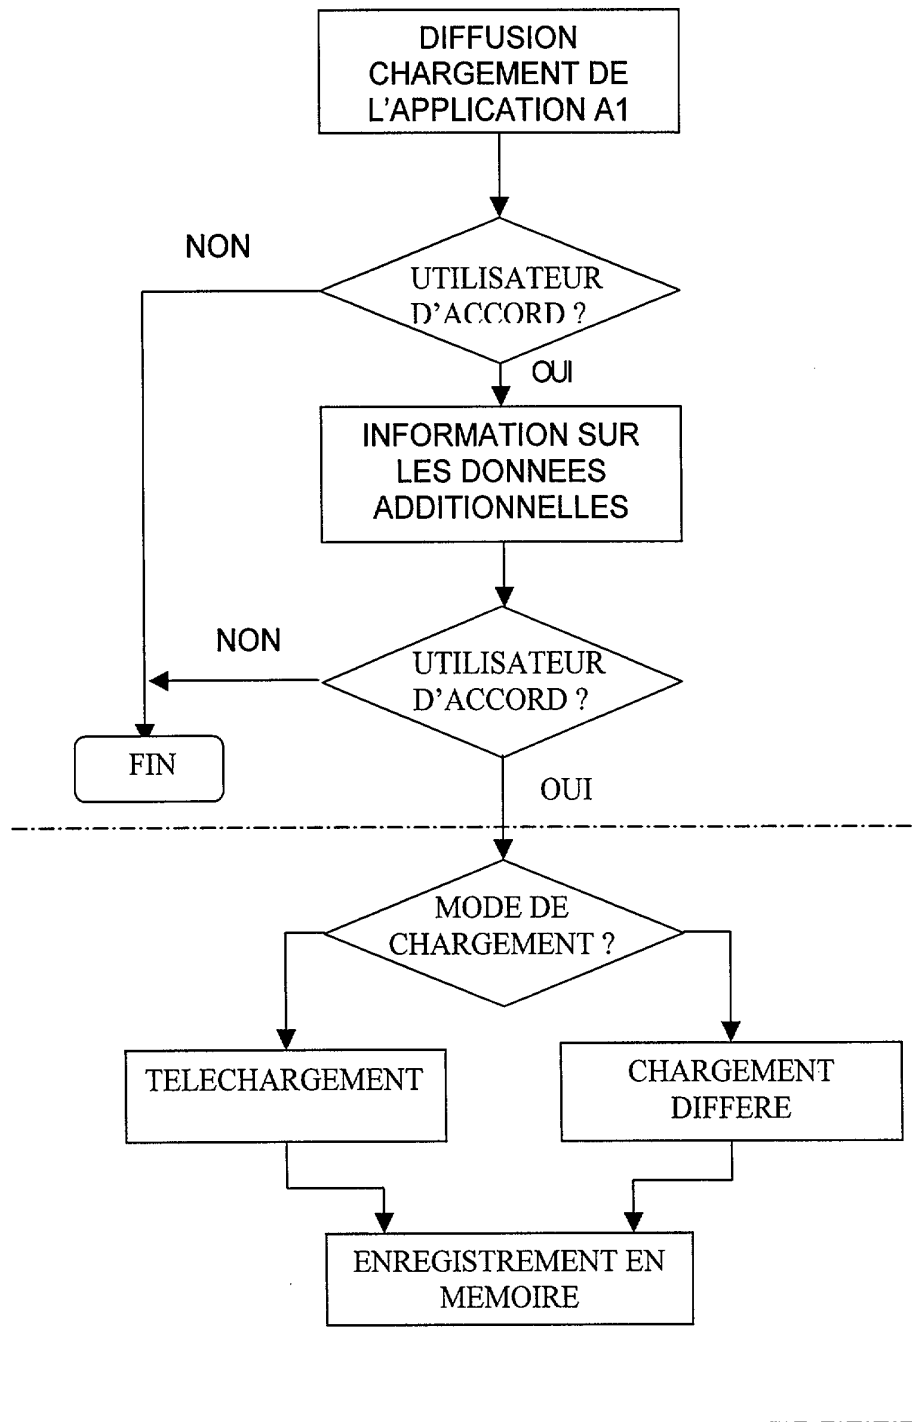 DIFFUSION
CHARGEMENT DE
L'APPLICATION A1
NON
UTILISATEUR
D'ACCORD ?
OUI
INFORMATION SUR
LES DONNEES
ADDITIONNELLES
NON
UTILISATEUR
D'ACCORD ?
FIN
OUI
MODE DE
CHARGEMENT ?
TELECHARGEMENT
CHARGEMENT
DIFFERE
ENREGISTREMENT EN
MEMOIRE